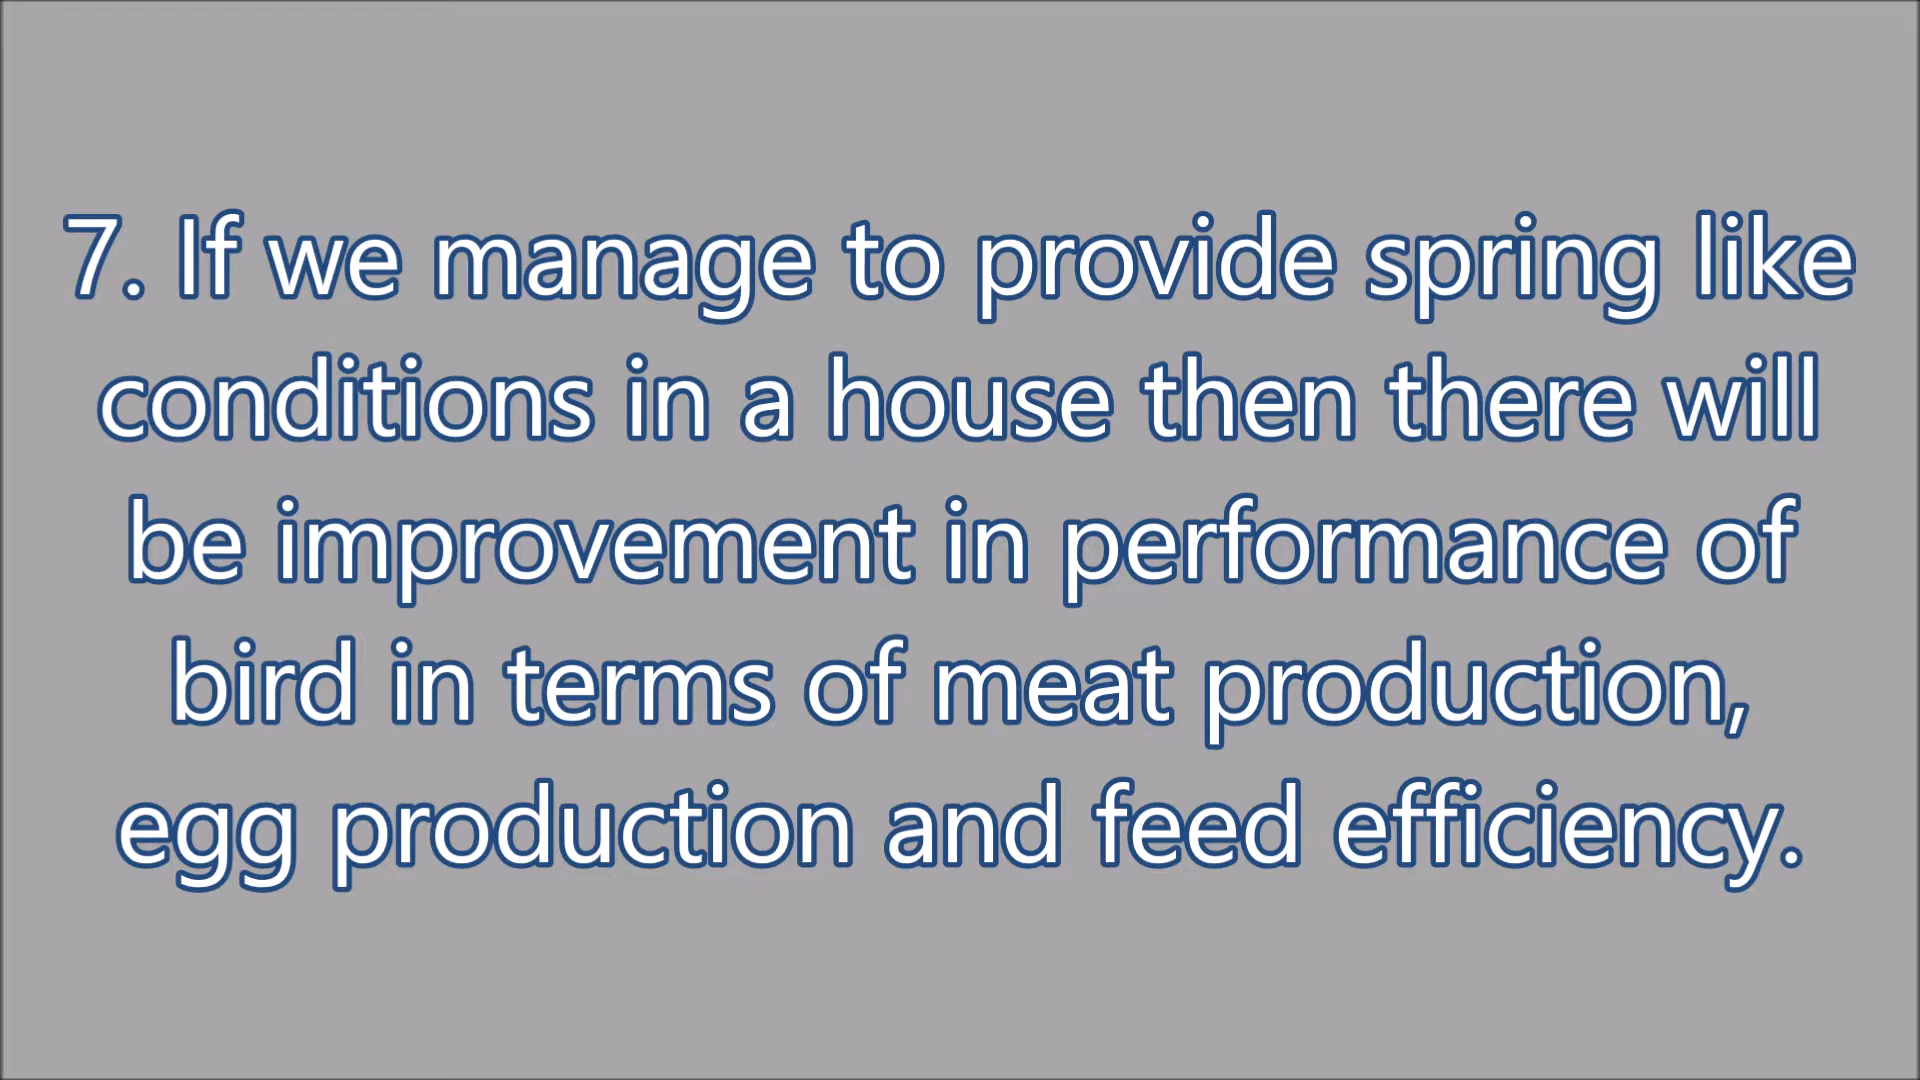 7. If we manage to provide spring like
conditions in a house then there will
be improvement in performance of
bird in terms of meat production,
egg production and feed efficiency.